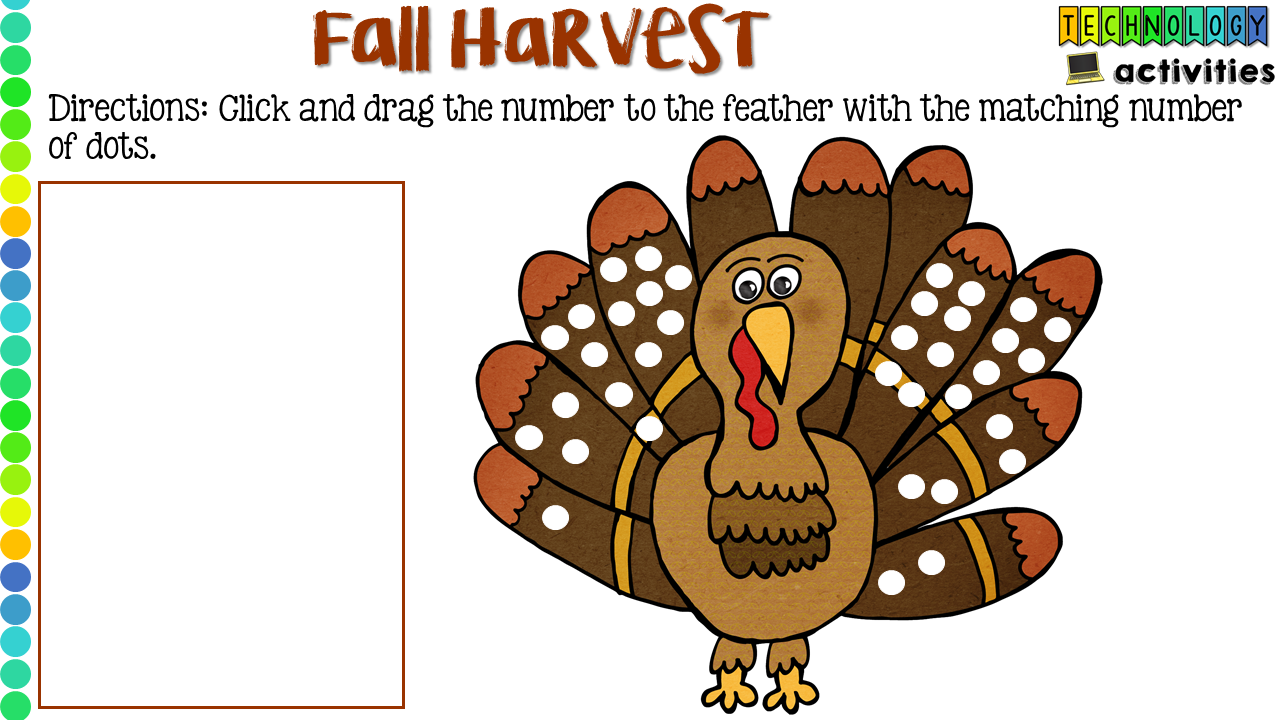 Fall Harvest
TECHNOLOGY
activities
Directions: Click and drag the number to the feather with the matching number
of dots.